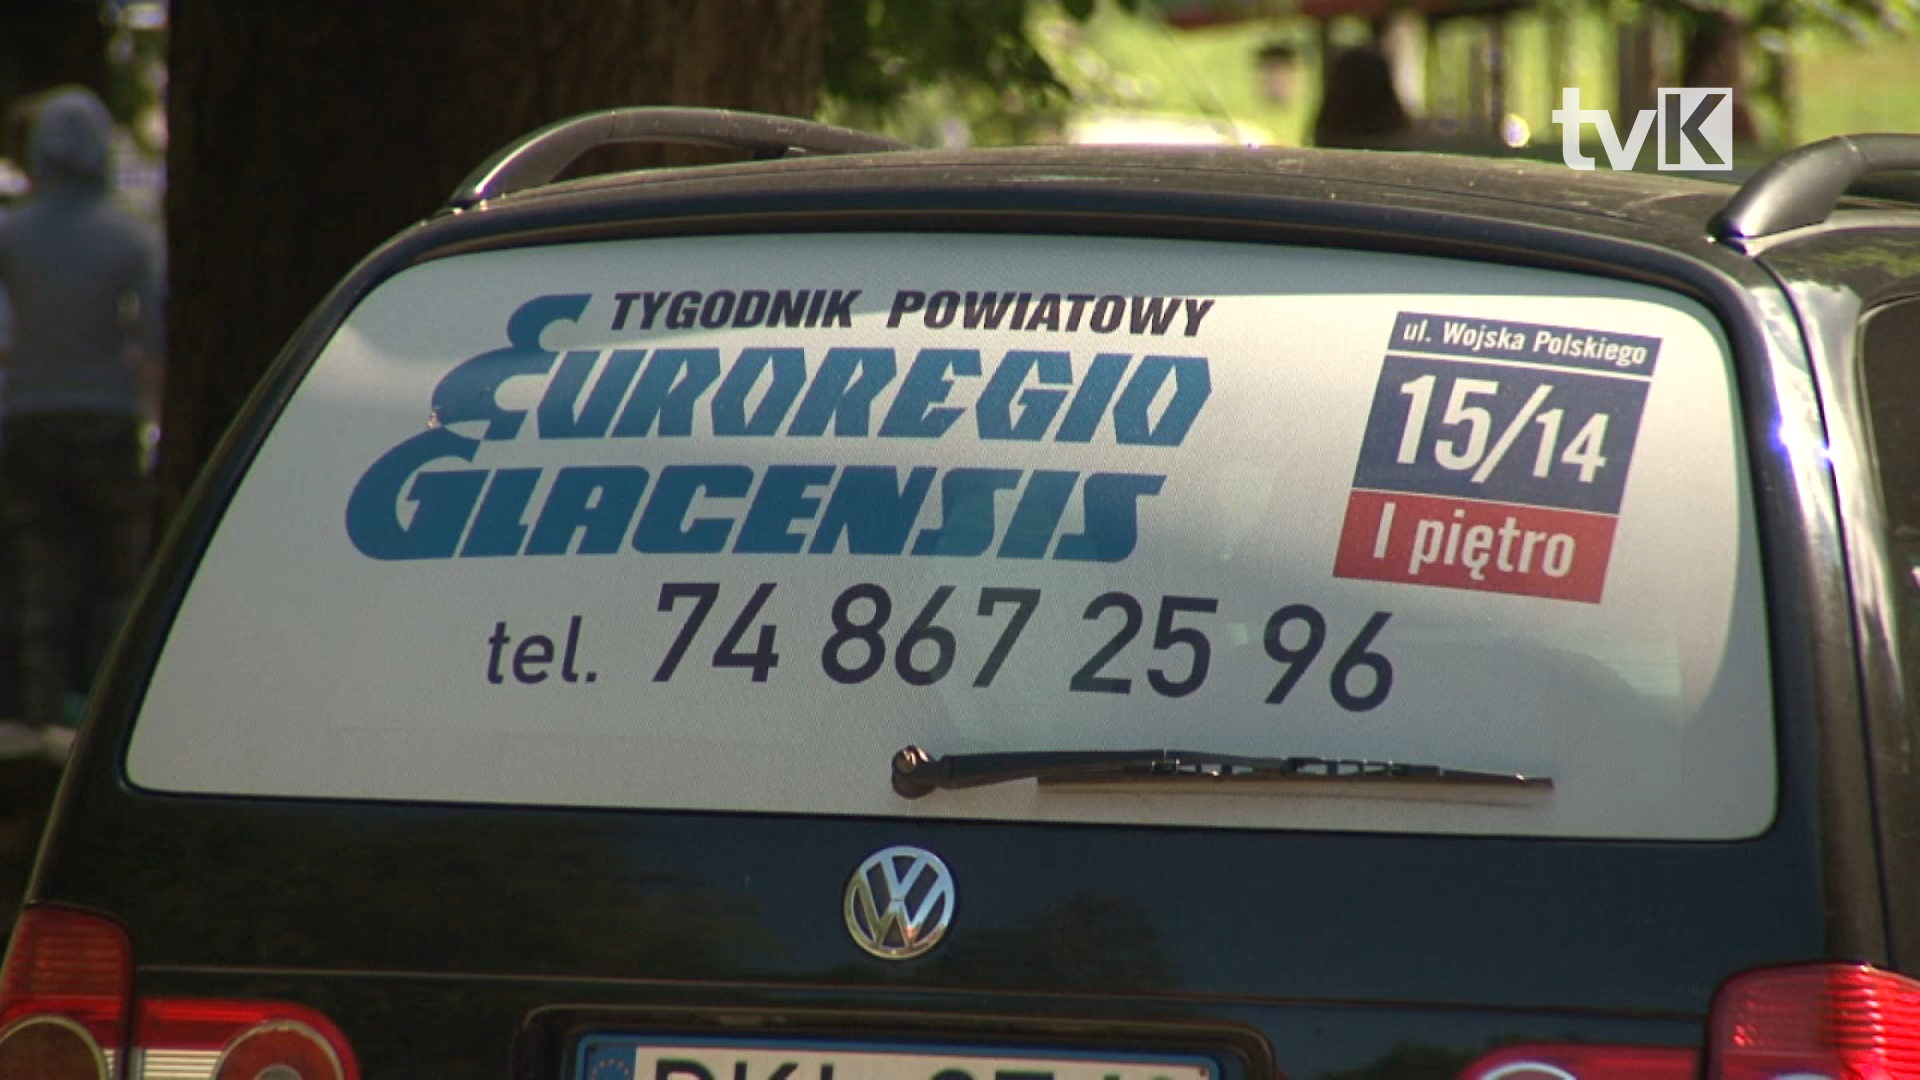 tvK
TYGODNIK POWIATOWY
EUROREGIO
GLACENSIS
tel. 74 867 25 96
ul. Wojska Polskiego
15/14
I piętro